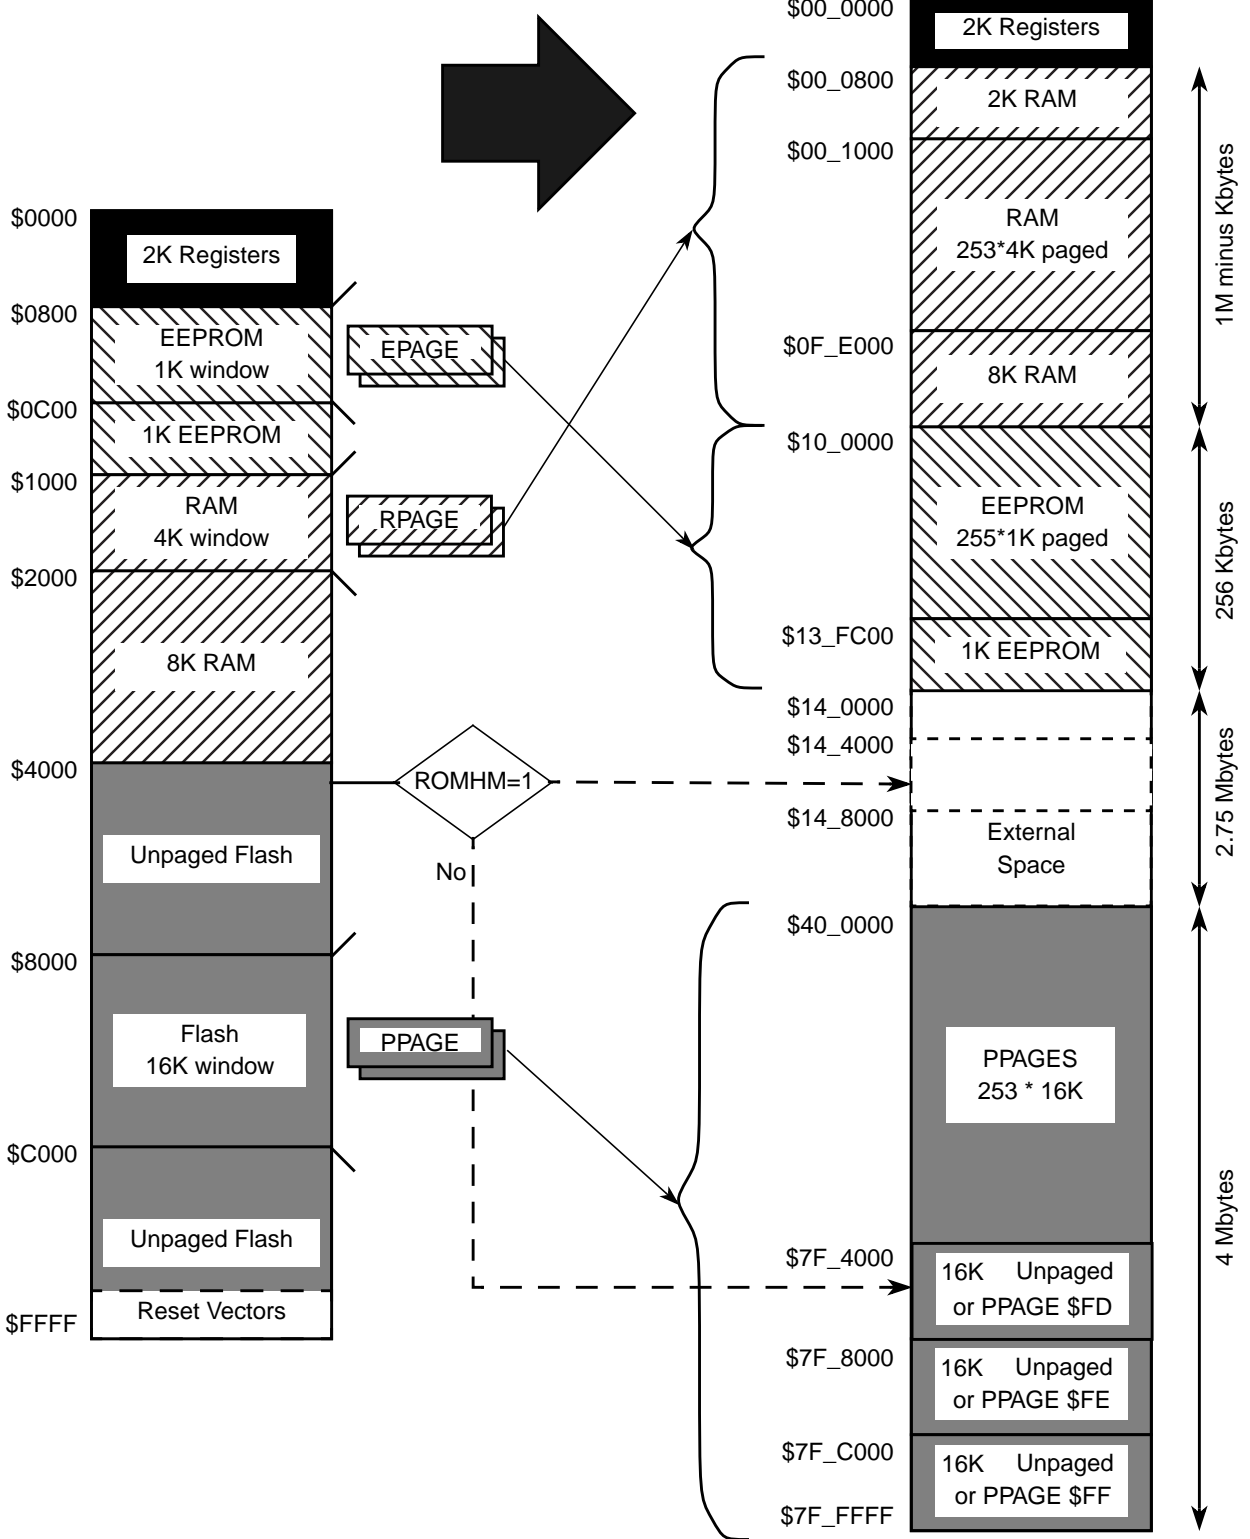 $0000
2K Registers
$0800
EEPROM
1K window
$0C00
1K EEPROM
$1000
RAM
4K window
$2000
8K RAM
$4000
Unpaged Flash
$8000
Flash
16K window
$C000
Unpaged Flash
Reset Vectors
$FFFF
EPAGE
RPAGE
ROMHM=1
No
PPAGE
$00_0000
2K Registers
$00_0800
2K RAM
$00_1000
RAM
253*4K paged
$0F_E000
8K RAM
$10_0000
EEPROM
255*1K paged
$13_FC00
1K EEPROM
$14_0000
$14_4000
$14_8000
External
Space
$40_0000
PPAGES
253 * 16K
$7F_4000
16K Unpaged
or PPAGE $FD
$7F_8000
16K Unpaged
or PPAGE $FE
$7F_C000
16K Unpaged
or PPAGE $FF
$7F_FFFF
1M minus Kbytes
256 Kbytes
2.75 Mbytes
4 Mbytes